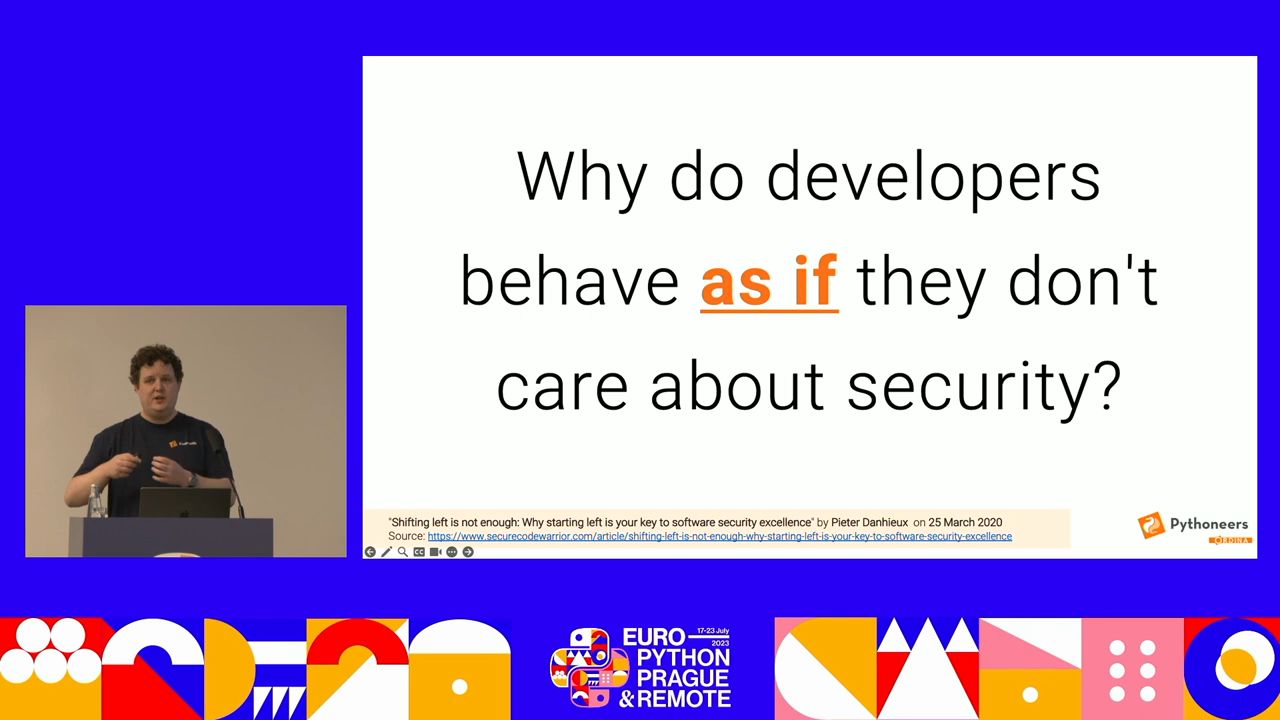 Why do developers
behave as if they don't
care about security?
"Shifting left is not enough: Why starting left is your key to software security excellence" by Pieter Danhieux on 25 March 2020
Source: https://www.securecodewarrior.com/article/shifting-left-is-not-enough-why-starting-left-is-your-key-to-software-security-excellence
Pythoneers
ORDINA
EURO
17-23 July
2023
PYTHON
PRAGUE
& REMOTE